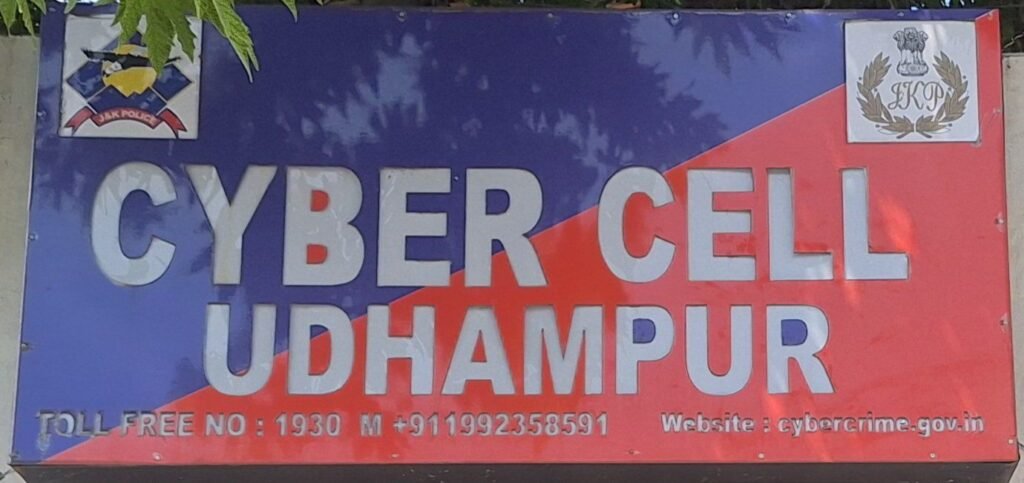 J&K POLICE
JKP
CYBER CELL
UDHAMPUR
TOLL FREE NO : 1930 M +911992358591 Website : cybercrime.gov.in